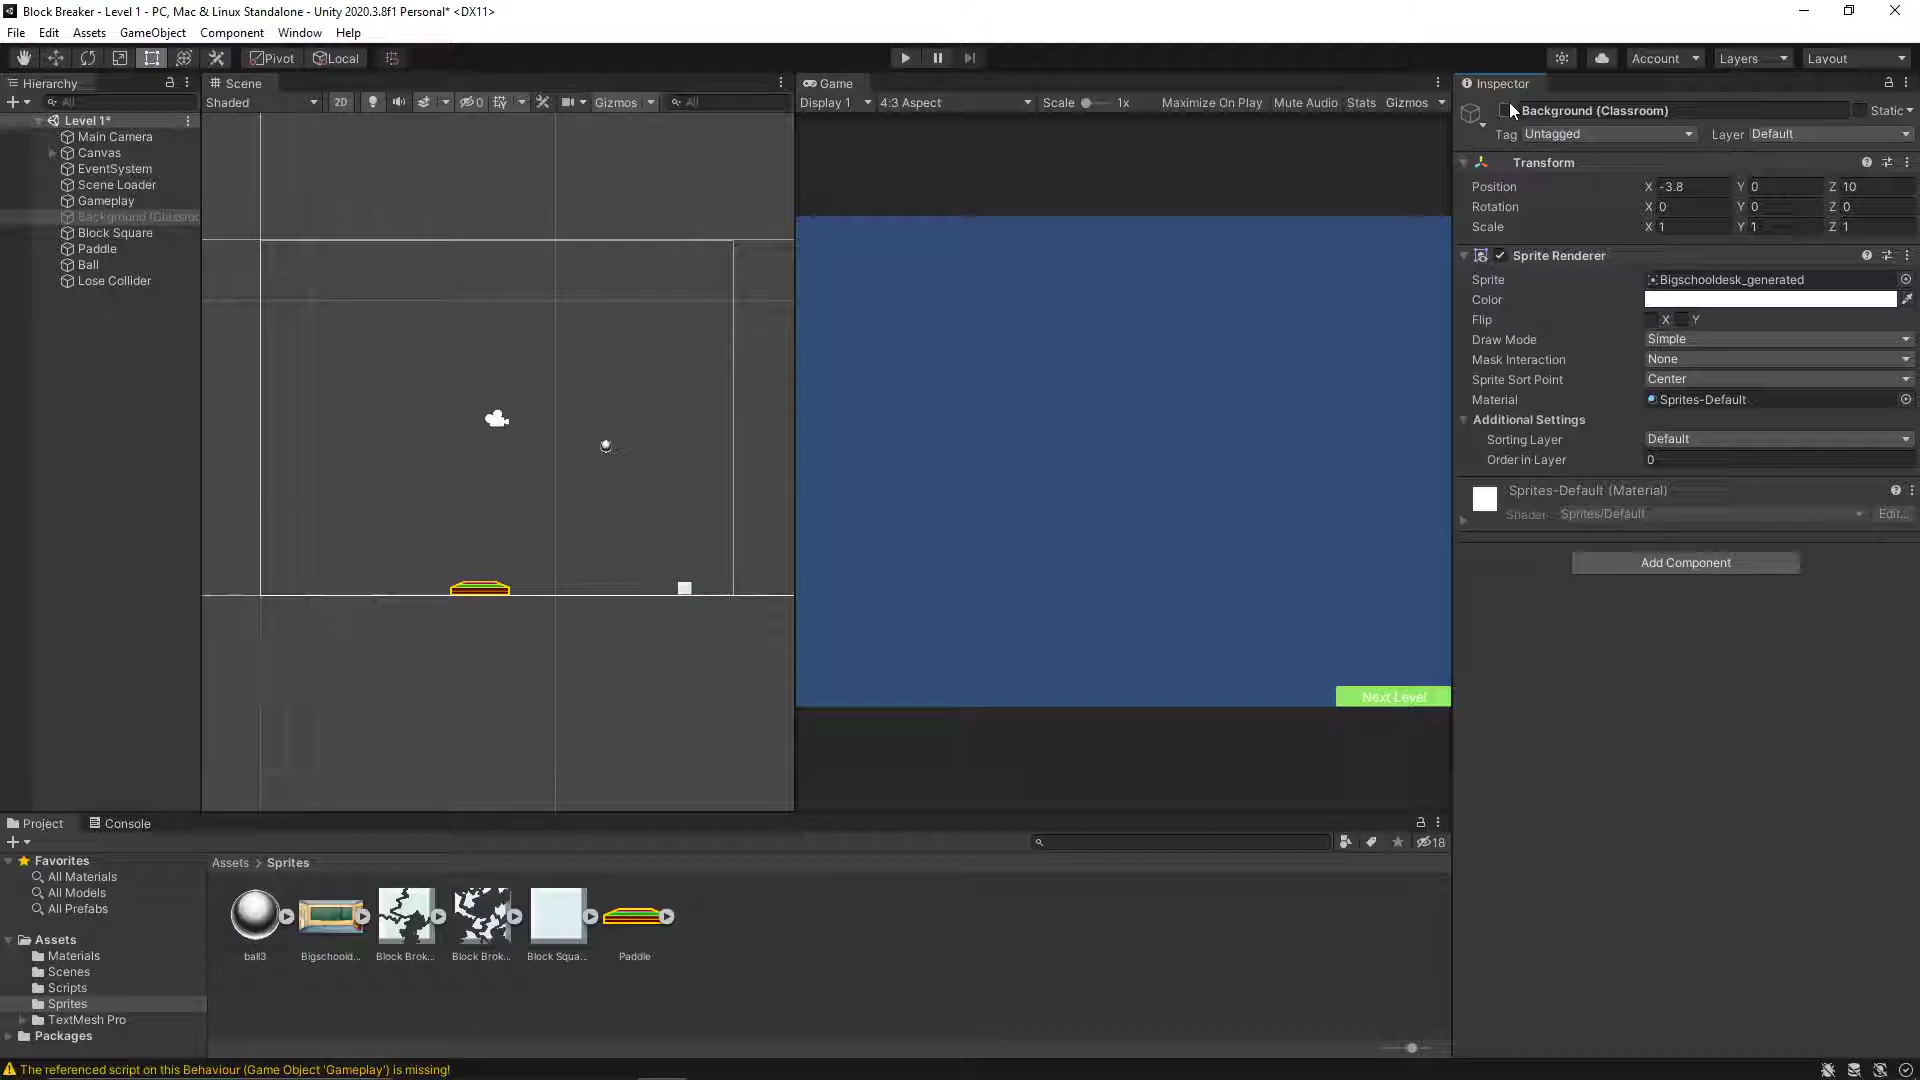 Block Breaker - Level 1 - PC, Mac & Linux Standalone - Unity 2020.3.8f1 Personal* <DX11>
File Edit Assets GameObject Component Window Help
Pivot Local Account Layers Layout
Hierarchy
All
Level 1*
Main Camera
Canvas
EventSystem
Scene Loader
Gameplay
Background (Classroo
Block Square
Paddle
Ball
Lose Collider
Scene
Shaded 2D 0 Gizmos All
Game
Display 1 4:3 Aspect Scale 1x Maximize On Play Mute Audio Stats Gizmos
Next Level
Inspector
Background (Classroom) Static
Tag Untagged Layer Default
Transform
Position X -3.8 Y 0 Z 10
Rotation X 0 Y 0 Z 0
Scale X 1 Y 1 Z 1
Sprite Renderer
Sprite Bigschooldesk_generated
Color
Flip X Y
Draw Mode Simple
Mask Interaction None
Sprite Sort Point Center
Material Sprites-Default
Additional Settings
Sorting Layer Default
Order in Layer 0
Sprites-Default (Material)
Shader Sprites/Default Edit...
Add Component
Project Console
18
Favorites
All Materials
All Models
All Prefabs
Assets
Materials
Scenes
Scripts
Sprites
TextMesh Pro
Packages
Assets > Sprites
ball3 Bigschoold... Block Brok... Block Brok... Block Squa... Paddle
The referenced script on this Behaviour (Game Object 'Gameplay') is missing!